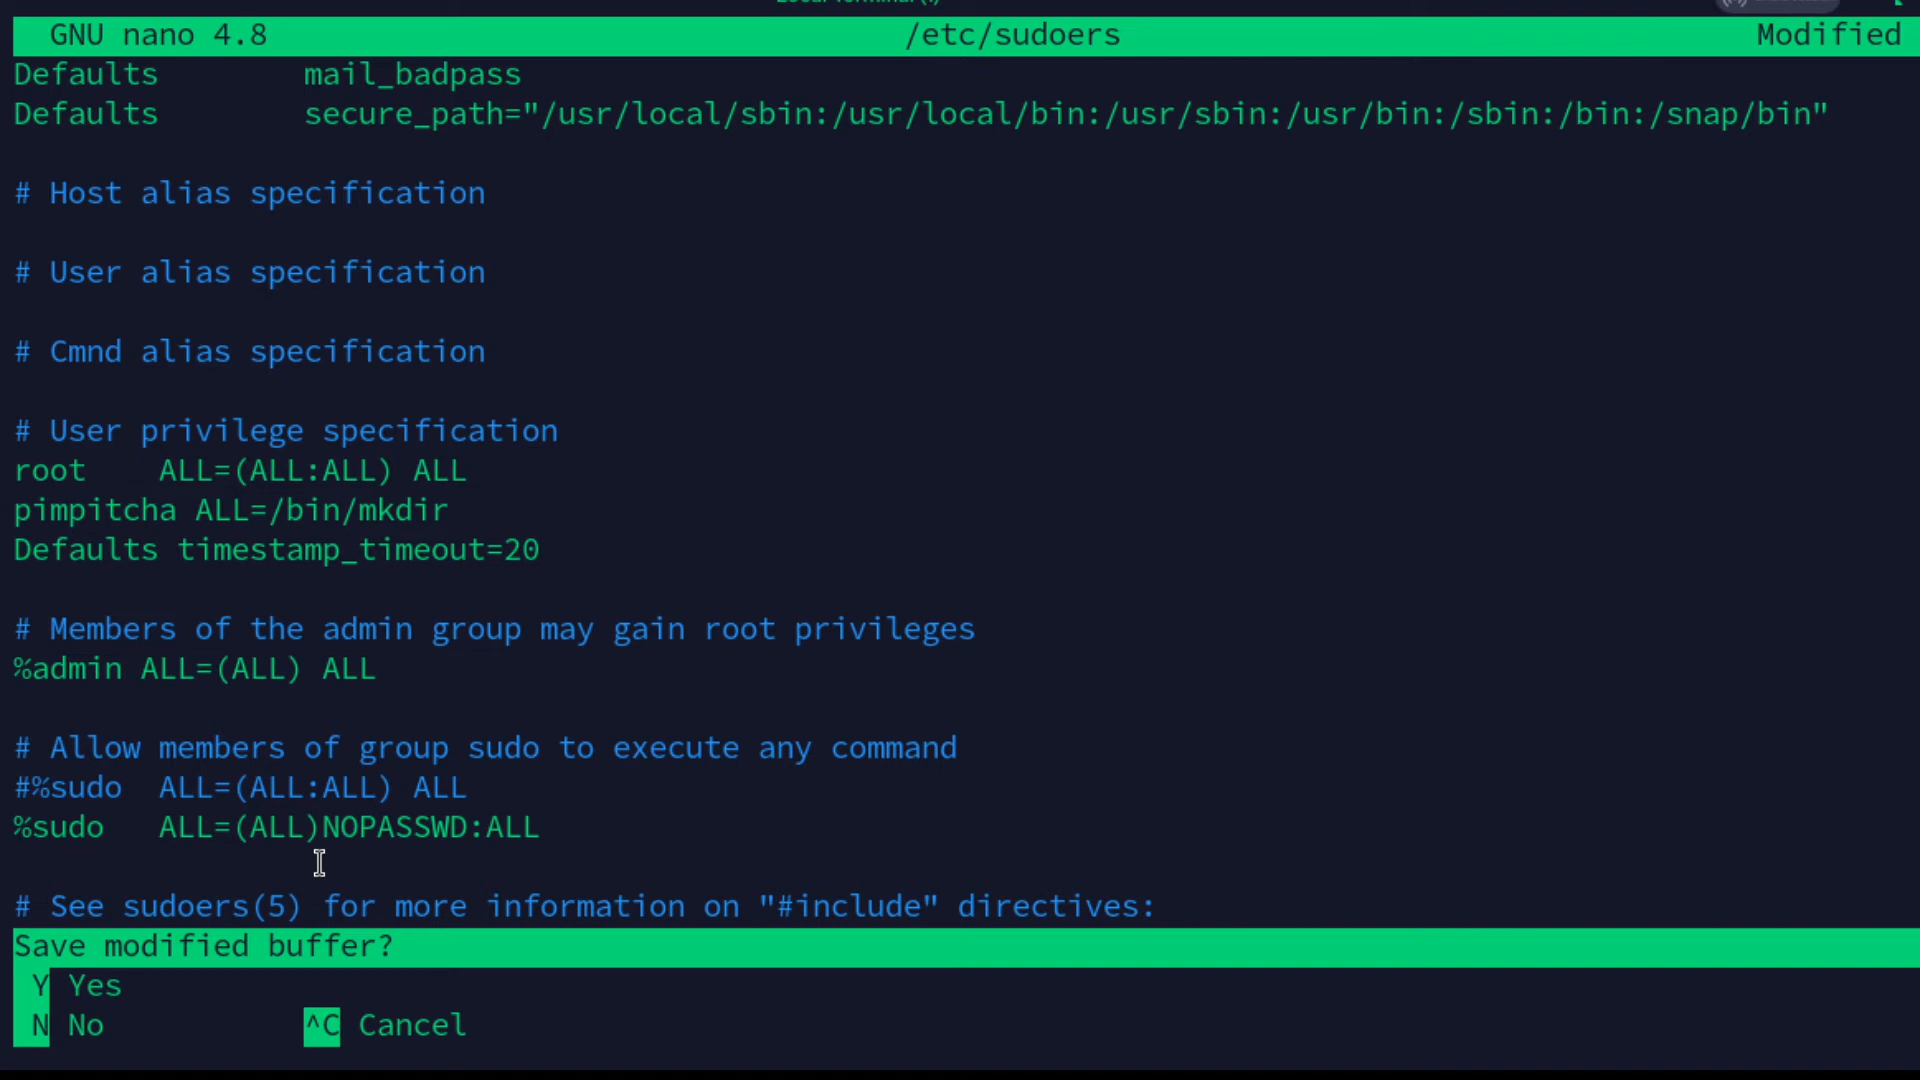 GNU nano 4.8 /etc/sudoers Modified
Defaults mail_badpass
Defaults secure_path="/usr/local/sbin:/usr/local/bin:/usr/sbin:/usr/bin:/sbin:/bin:/snap/bin"
# Host alias specification
# User alias specification
# Cmnd alias specification
# User privilege specification
root ALL=(ALL:ALL) ALL
pimpitcha ALL=/bin/mkdir
Defaults timestamp_timeout=20
# Members of the admin group may gain root privileges
%admin ALL=(ALL) ALL
# Allow members of group sudo to execute any command
#%sudo ALL=(ALL:ALL) ALL
%sudo ALL=(ALL)NOPASSWD:ALL
# See sudoers(5) for more information on "#include" directives:
Save modified buffer?
Y Yes
N No ^C Cancel